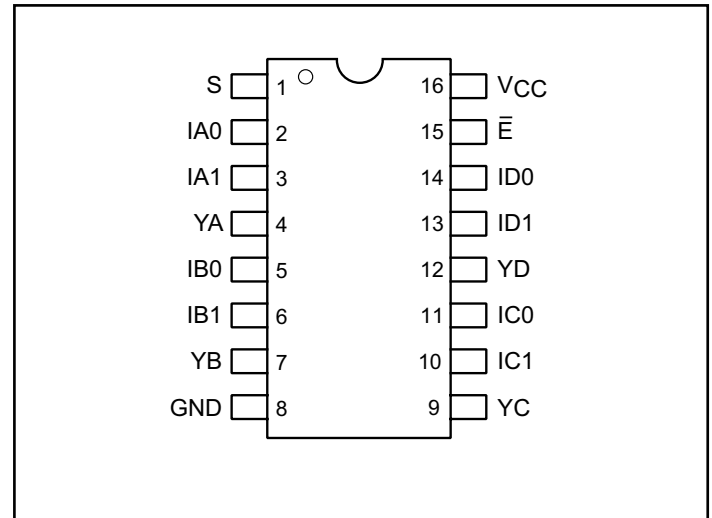 S 1 16 VCC
IA0 2 15 E̅
IA1 3 14 ID0
YA 4 13 ID1
IB0 5 12 YD
IB1 6 11 IC0
YB 7 10 IC1
GND 8 9 YC